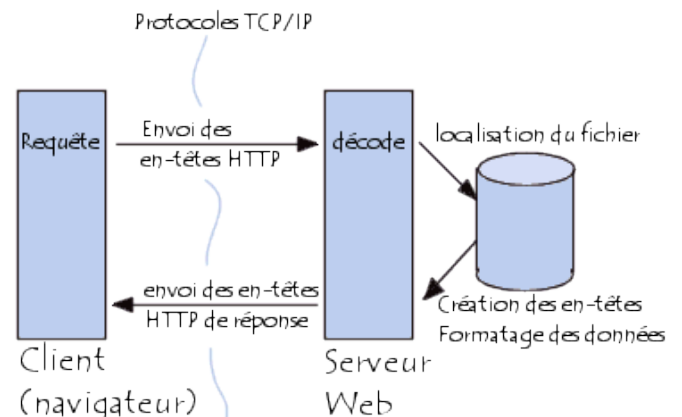 Protocoles TCP/IP
Requête
Envoi des
en-têtes HTTP
décode
localisation du fichier
envoi des en-têtes
HTTP de réponse
Création des en-têtes
Formatage des données
Client
(navigateur)
Serveur
Web